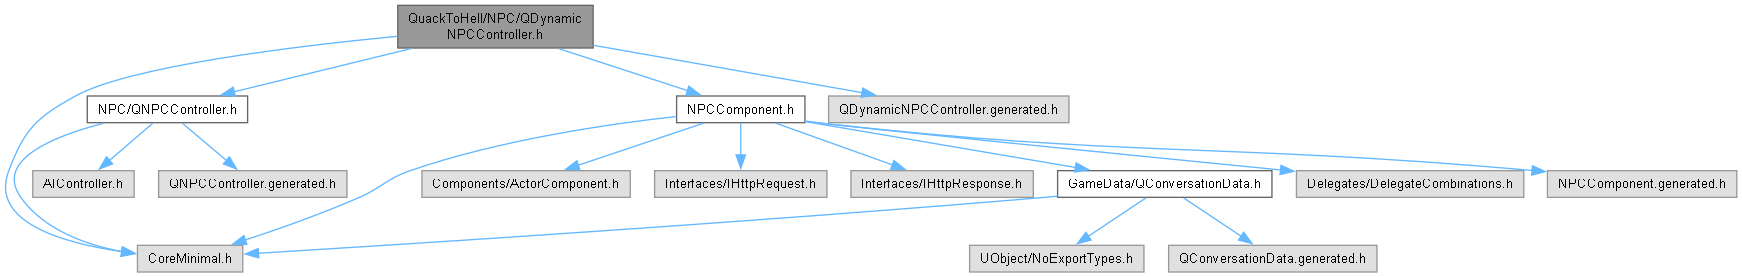 QuackToHell/NPC/QDynamic
NPCController.h
NPC/QNPCController.h
NPCComponent.h
QDynamicNPCController.generated.h
AIController.h
QNPCController.generated.h
Components/ActorComponent.h
Interfaces/IHttpRequest.h
Interfaces/IHttpResponse.h
GameData/QConversationData.h
Delegates/DelegateCombinations.h
NPCComponent.generated.h
CoreMinimal.h
UObject/NoExportTypes.h
QConversationData.generated.h